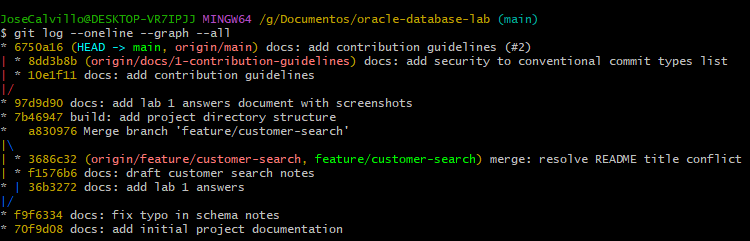 JoseCalvillo@DESKTOP-VR7IPJJ MINGW64 /g/Documentos/oracle-database-lab (main)
$ git log --oneline --graph --all
* 6750a16 (HEAD -> main, origin/main) docs: add contribution guidelines (#2)
| * 8dd3b8b (origin/docs/1-contribution-guidelines) docs: add security to conventional commit types list
| * 10e1f11 docs: add contribution guidelines
|/
* 97d9d90 docs: add lab 1 answers document with screenshots
* 7b46947 build: add project directory structure
*   a830976 Merge branch 'feature/customer-search'
|\
| * 3686c32 (origin/feature/customer-search, feature/customer-search) merge: resolve README title conflict
| * f1576b6 docs: draft customer search notes
* | 36b3272 docs: add lab 1 answers
|/
* f9f6334 docs: fix typo in schema notes
* 70f9d08 docs: add initial project documentation